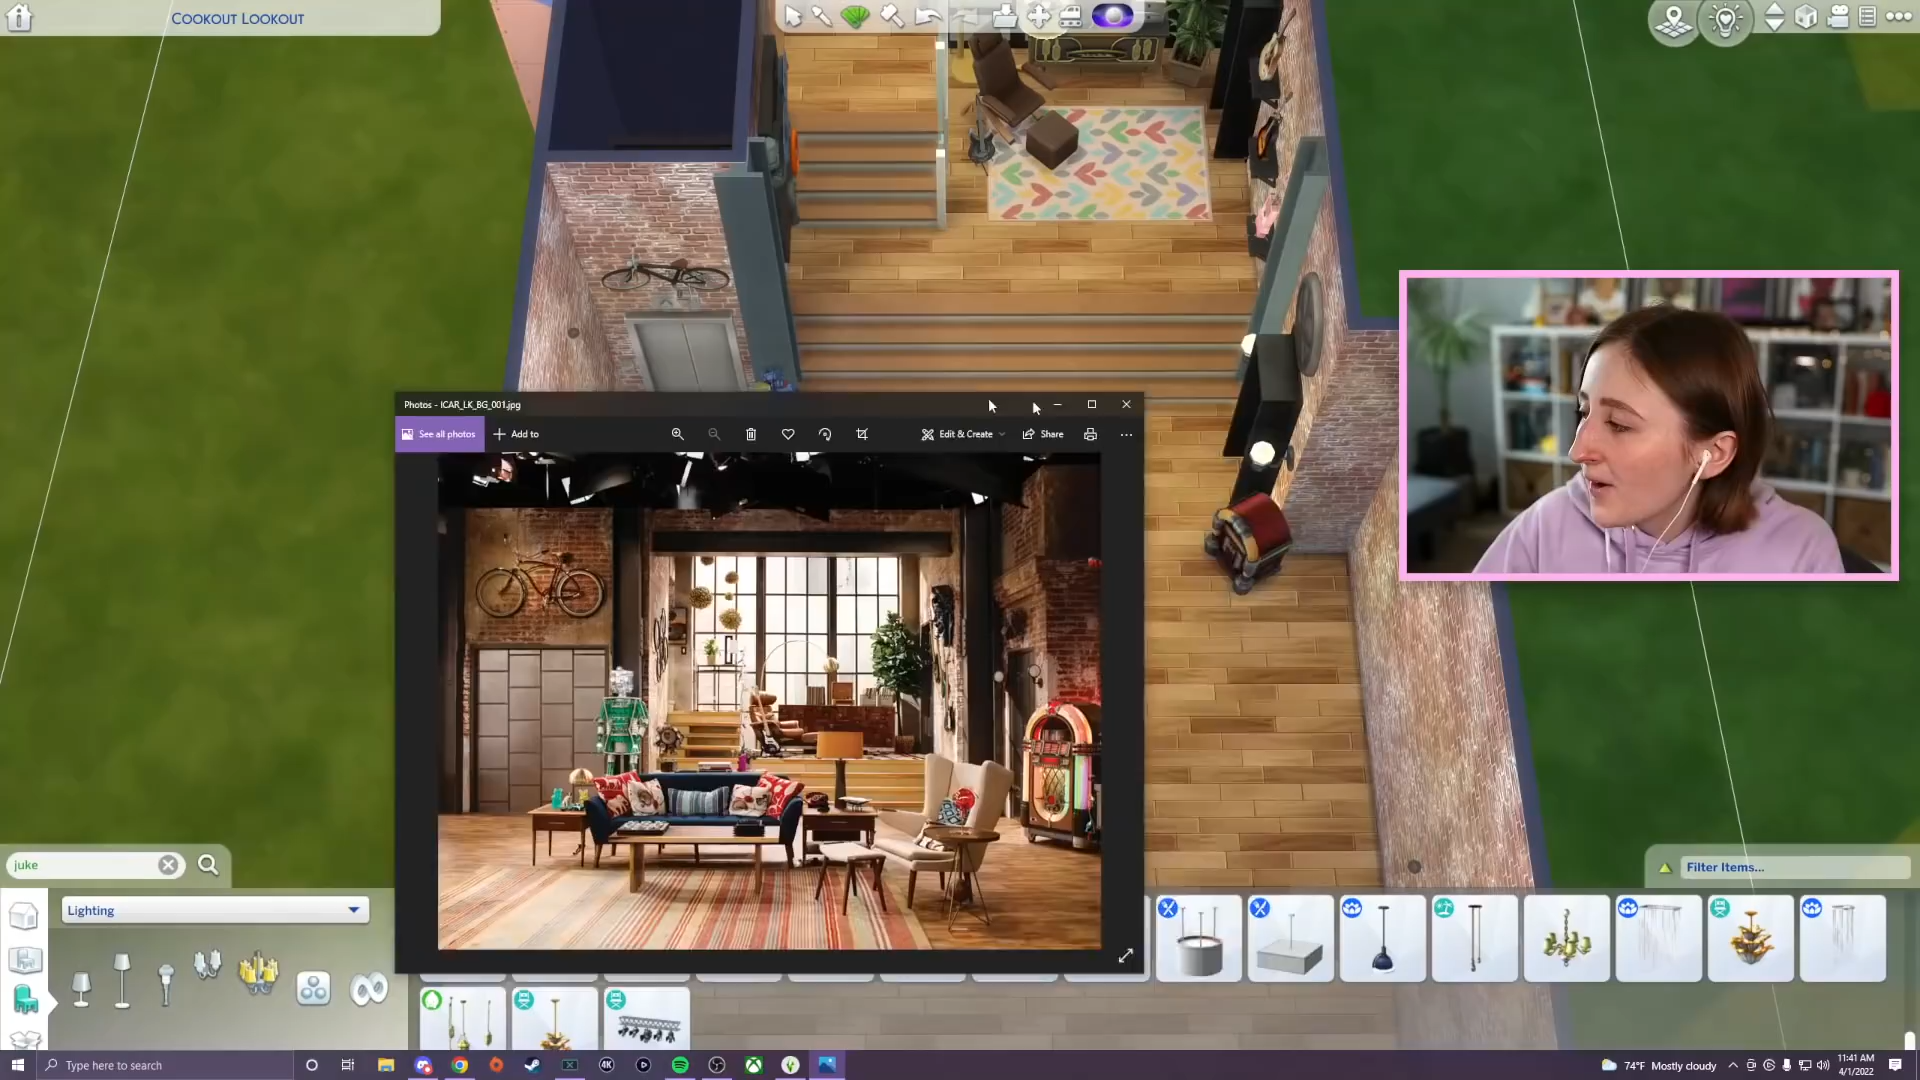 Cookout Lookout
Photos - ICAR_LK_BG_001.jpg
See all photos
Add to
Edit & Create
Share
juke
Filter Items...
Lighting
Type here to search
4K
74°F Mostly cloudy
11:41 AM
4/1/2022